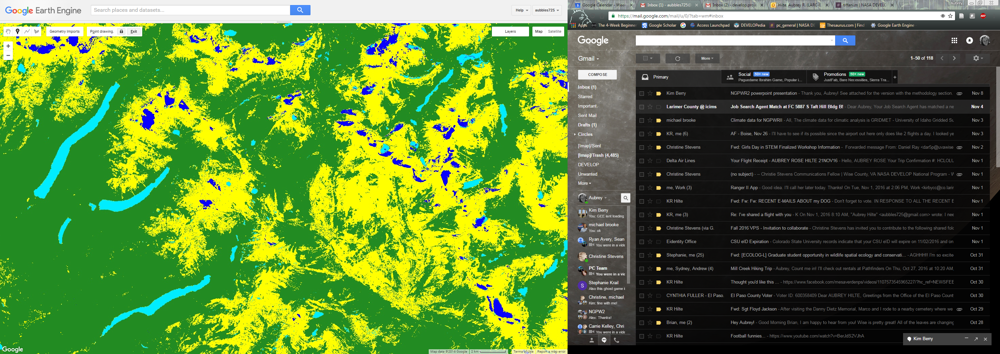 Google Earth Engine
Search places and datasets...
Help
aubbles725
Geometry Imports
Point drawing.
Exit
Layers
Map
Satellite
+
−
Google
Map data ©2016 Google
2 km
Terms of Use
Report a map error
Google Calendar - Week
Inbox (1) - aubbles725@
Inbox (2) - develop.proje
Hilte, Aubrey R. (LARC-E
tiffani.m | NASA DEVELO
Aubrey
https://mail.google.com/mail/u/0/?tab=wm#inbox
ABP
Apps
The 4-Week Beginner
Google Scholar
Access Launchpad
DEVELOPedia
pc_general | NASA DE
Thesaurus.com | Find
Google Earth Engine
Google
Gmail
More
1–50 of 118
COMPOSE
Primary
Social 50+ new
Paguedame Ibrahim Game, Popular i...
Promotions 50+ new
JustFab, Bare Necessities, Sierra Tra...
+
Inbox (1)
Starred
Important
Sent Mail
Drafts (1)
Circles
[Imap]/Sent
[Imap]/Trash (4,485)
DEVELOP
Unwanted
More
Aubrey
Kim Berry
You: GEE isnt loading
michael brooke
You: ok
Ryan Avery, Sean
You were in a vide
Christine Stevens
PC Team
You were in a vic
S
Stephanie Krail
Also this ghost game i
Christine, michael
Kim: fine with me!
NGPW2
Alex: Thanks!
Carrie Kelley, Chri
You were in a vide
Kim Berry NGPWR2 powerpoint presentation - Thank you, Aubrey! See attached for the version with the methodology section. Nov 8
Larimer County @ icims Job Search Agent Match at FC 5887 S Taft Hill Bldg B! - Dear Aubrey, Your Job Search Agent has matched a ne Nov 4
michael brooke Climate data for NGPWRII - All, The climate data for climatic analysis is GRIDMET - University of Idaho Gridded Su Nov 3
KR, me (6) AF - Boise, Nov 26 - I'll have to see if its possible since the airport out here only does like 2 flights a day. I looked ye Nov 3
Christine Stevens Fwd: Girls Day in STEM Finalized Workshop Information - Forwarded message From: Daniel Ray <dar5p@uvawise Nov 2
Delta Air Lines Your Flight Receipt - AUBREY ROSE HILTE 21NOV16 - Hello, AUBREY ROSE Your Trip Confirmation #: HCLOLU Nov 1
Christine Stevens (no subject) - -- Christie Stevens Communications Fellow | Wise County, VA NASA DEVELOP National Program - W Nov 1
me, Work (3) Ranger II App - Good idea. I'll call her later today. Thanks! On Tue, Nov 1, 2016 at 2:06 PM, Work <kirbycc@co.larir Nov 1
KR Hilte Fwd: Fw: Fw: RECENT E-MAILS ABOUT my DOG - Don't forget to vote. IN RESPONSE TO ALL THE RECENT E Nov 1
KR, me (3) Re: I've shared a flight with you - K On Nov 1, 2016 8:10 AM, "Aubrey Hilte" <aubbles725@gmail.com> wrote: I nee Nov 1
Christine Stevens (via G. Fall 2016 VPS - Invitation to collaborate - Christine Stevens has invited you to contribute to the following shared folc Nov 1
Eidentity Office CSU eID Expiration - Colorado State University records indicate that your CSU eID will expire on 11/02/2016 and on Nov 1
Stephanie, me (25) Fwd: [ECOLOG-L] Graduate student opportunity in wildlife spatial ecology and conservati... - AGHHH!! I'm so excite Oct 31
me, Sydney, Andrew (4) Mill Creek Hiking Trip - Aubrey, Count me in! I'll check out rentals at Pathfinders On Thu, Oct 27, 2016 at 10:20 AM, Oct 31
KR Hilte Thought you'd like this ... - https://www.facebook.com/mesaverdenps/videos/1107573545965227/?hc_ref=NEWSFEE Oct 30
CYNTHIA FULLER - El Paso. El Paso County Voter - Voter ID: 600358409 Dear AUBREY HILTE, Greetings from the Office of the El Paso Count Oct 30
KR Hilte Fwd: Sgt Floyd Jackson - After visiting the Danny Dietz Memorial, Marco and I rode to a nearby cemetery where we Oct 29
Brian, me (2) Hey Aubrey! - Good Morning Brian, I am happy to hear from you! Wise is pretty great! All of the leaves are changing Oct 28
KR Hilte Football funnies... - https://www.youtube.com/watch?v=BerJdS2VJhA
Kim Berry